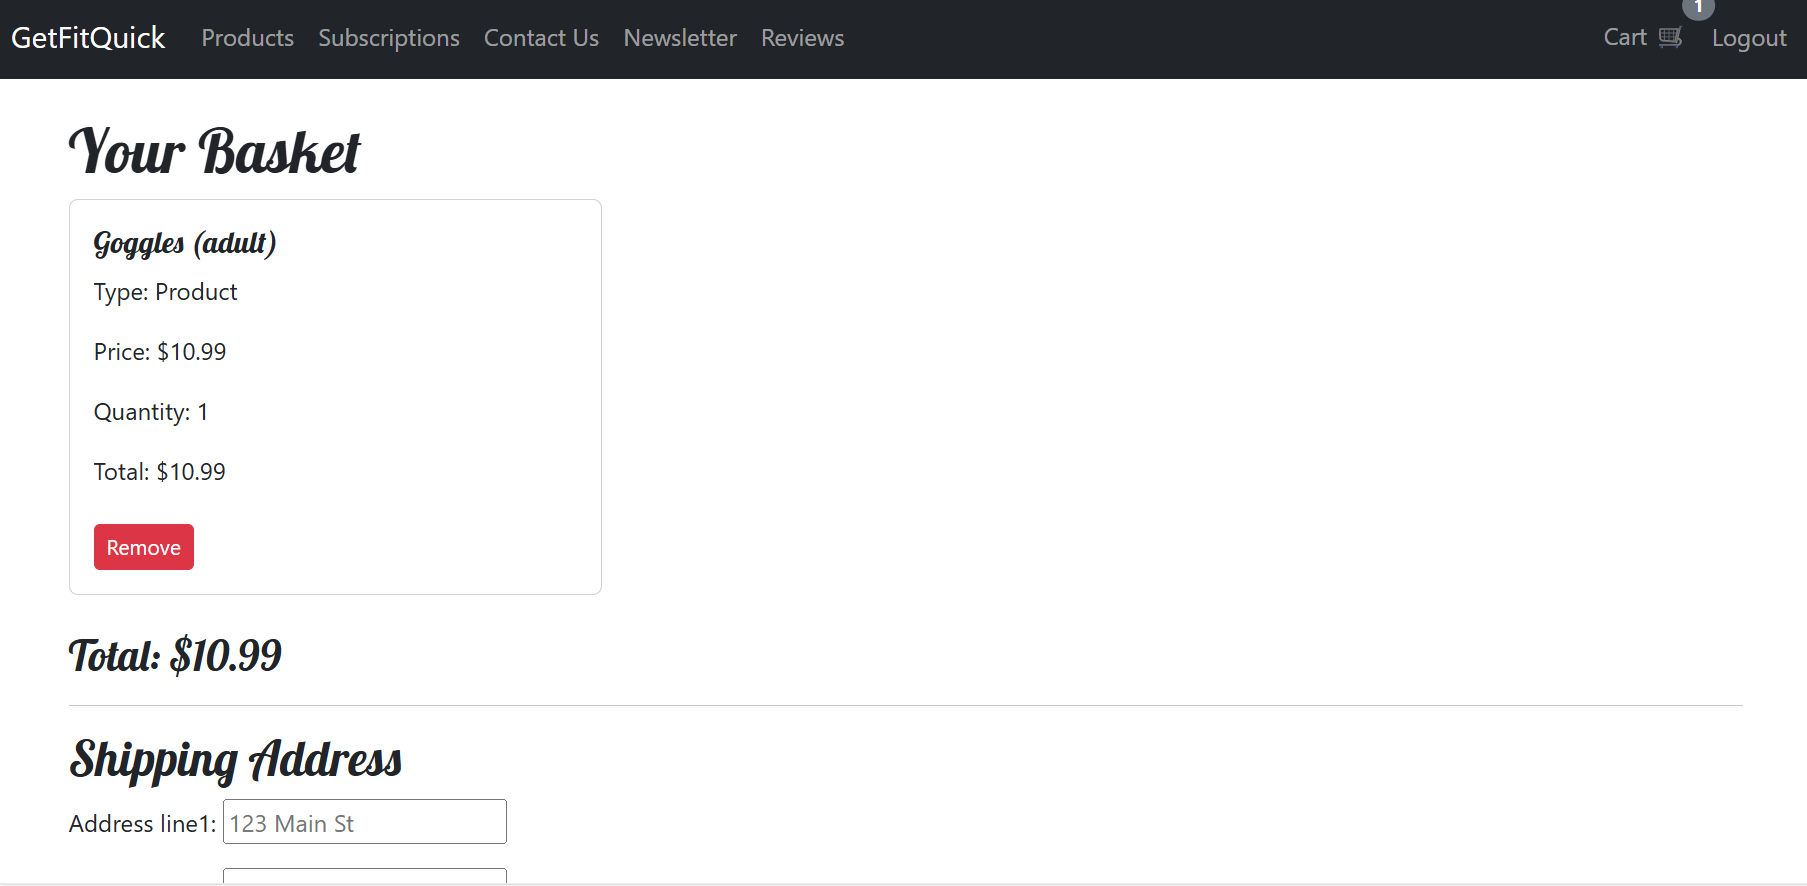 GetFitQuick Products Subscriptions Contact Us Newsletter Reviews Cart 1 Logout
Your Basket
Goggles (adult)
Type: Product
Price: $10.99
Quantity: 1
Total: $10.99
Remove
Total: $10.99
Shipping Address
Address line1: 123 Main St